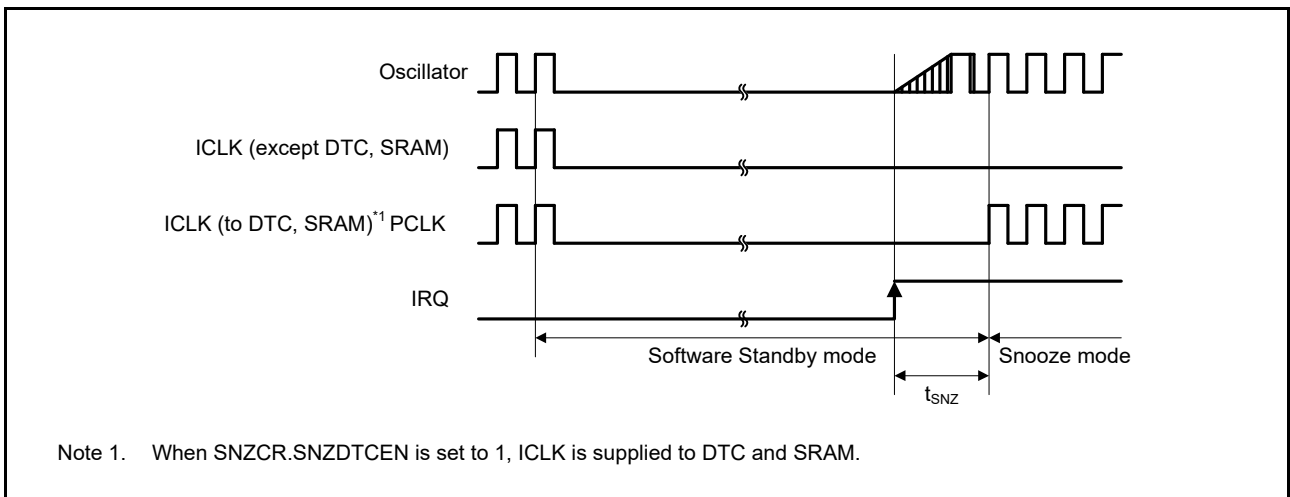 Oscillator
ICLK (except DTC, SRAM)
ICLK (to DTC, SRAM)*1 PCLK
IRQ
Software Standby mode
Snooze mode
tSNZ
Note 1. When SNZCR.SNZDTCEN is set to 1, ICLK is supplied to DTC and SRAM.